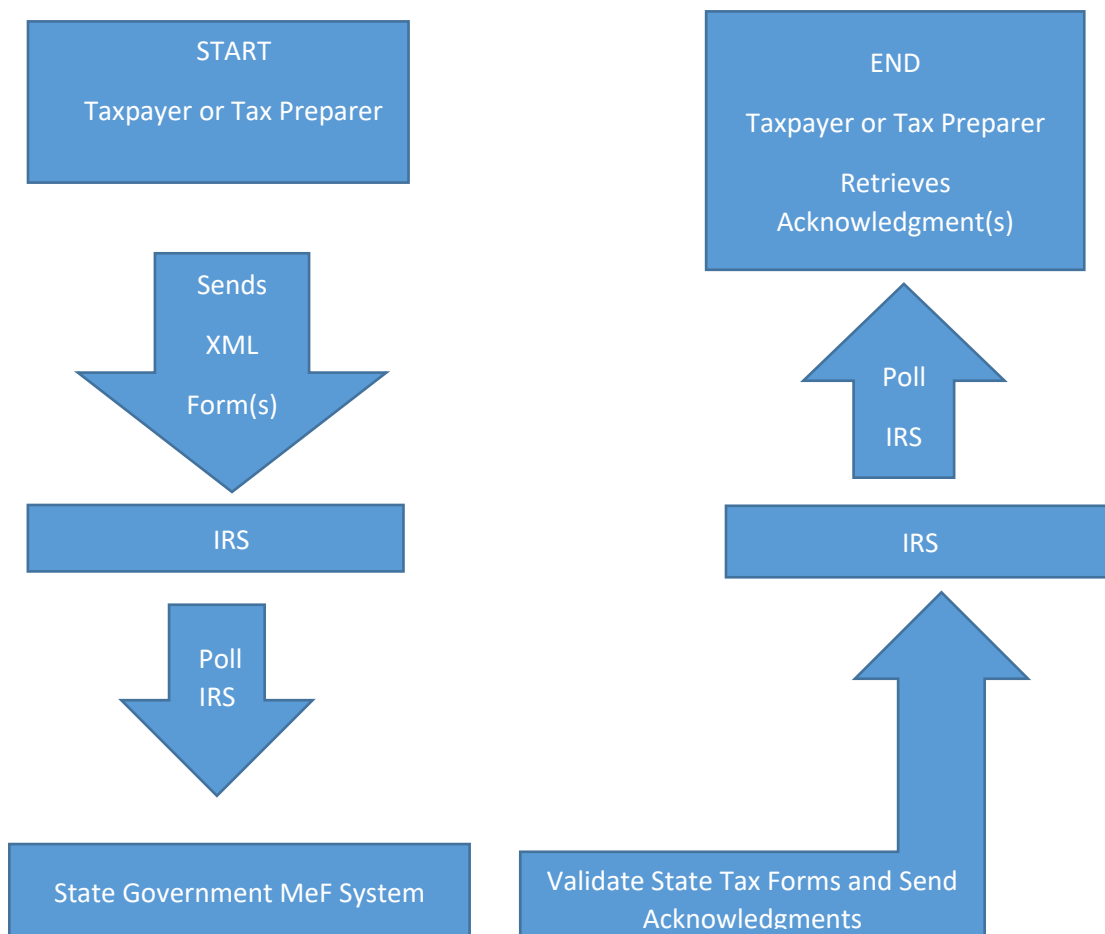 START
Taxpayer or Tax Preparer
Sends
XML
Form(s)
IRS
Poll
IRS
State Government MeF System
Validate State Tax Forms and Send
Acknowledgments
IRS
Poll
IRS
END
Taxpayer or Tax Preparer
Retrieves
Acknowledgment(s)